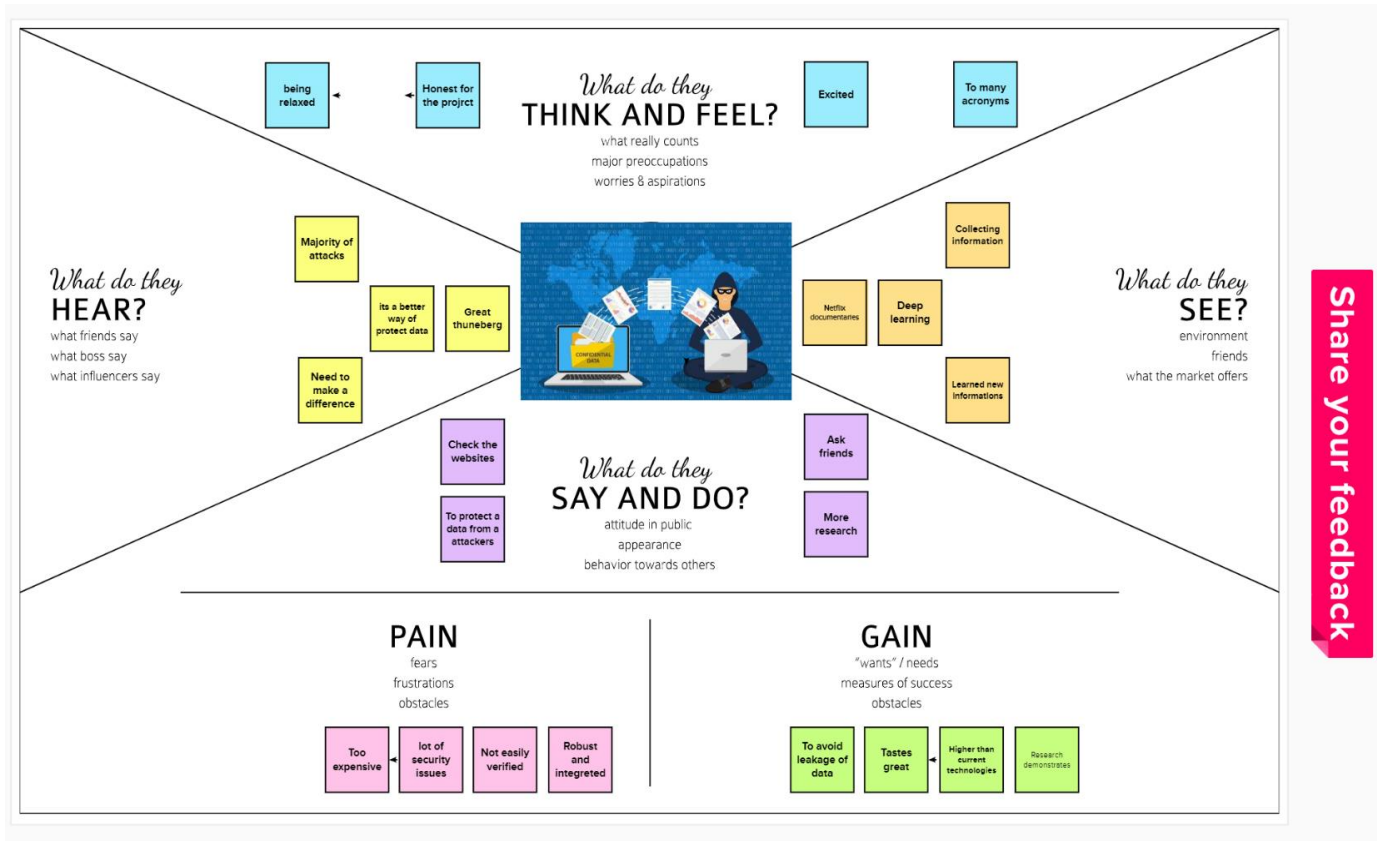 being
relaxed
Honest for
the projrct
What do they
THINK AND FEEL?
what really counts
major preoccupations
worries & aspirations
Excited
To many
acronyms
What do they
HEAR?
what friends say
what boss say
what influencers say
Majority of
attacks
its a better
way of
protect data
Great
thuneberg
Need to
make a
difference
CONFIDENTIAL
DATA
Collecting
information
Netflix
documentaries
Deep
learning
Learned new
informations
What do they
SEE?
environment
friends
what the market offers
Check the
websites
To protect a
data from a
attackers
What do they
SAY AND DO?
attitude in public
appearance
behavior towards others
Ask
friends
More
research
PAIN
fears
frustrations
obstacles
Too
expensive
lot of
security
issues
Not easily
verified
Robust
and
integreted
GAIN
"wants" / needs
measures of success
obstacles
To avoid
leakage of
data
Tastes
great
Higher than
current
technologies
Research
demonstrates
Share your feedback